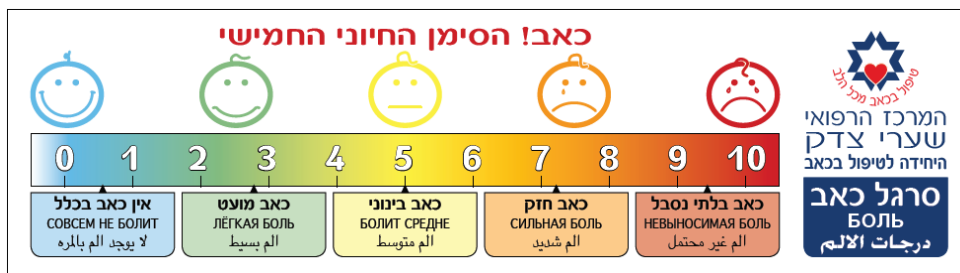 כאב! הסימן החיוני החמישי
0 1 2 3 4 5 6 7 8 9 10
אין כאב בכלל
СОВСЕМ НЕ БОЛИТ
لا يوجد الم بالمره
כאב מועט
ЛЁГКАЯ БОЛЬ
الم بسيط
כאב בינוני
БОЛИТ СРЕДНЕ
الم متوسط
כאב חזק
СИЛЬНАЯ БОЛЬ
الم شديد
כאב בלתי נסבל
НЕВЫНОСИМАЯ БОЛЬ
الم غير محتمل
טיפול בכאב מכל הלב
המרכז הרפואי
שערי צדק
היחידה לטיפול בכאב
סרגל כאב
БОЛЬ
درجات الالم